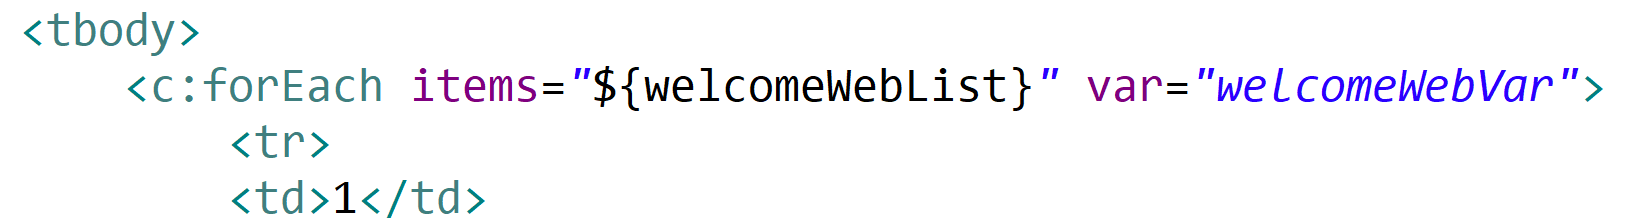 <tbody>
<c:forEach items="${welcomeWebList}" var="welcomeWebVar">
<tr>
<td>1</td>